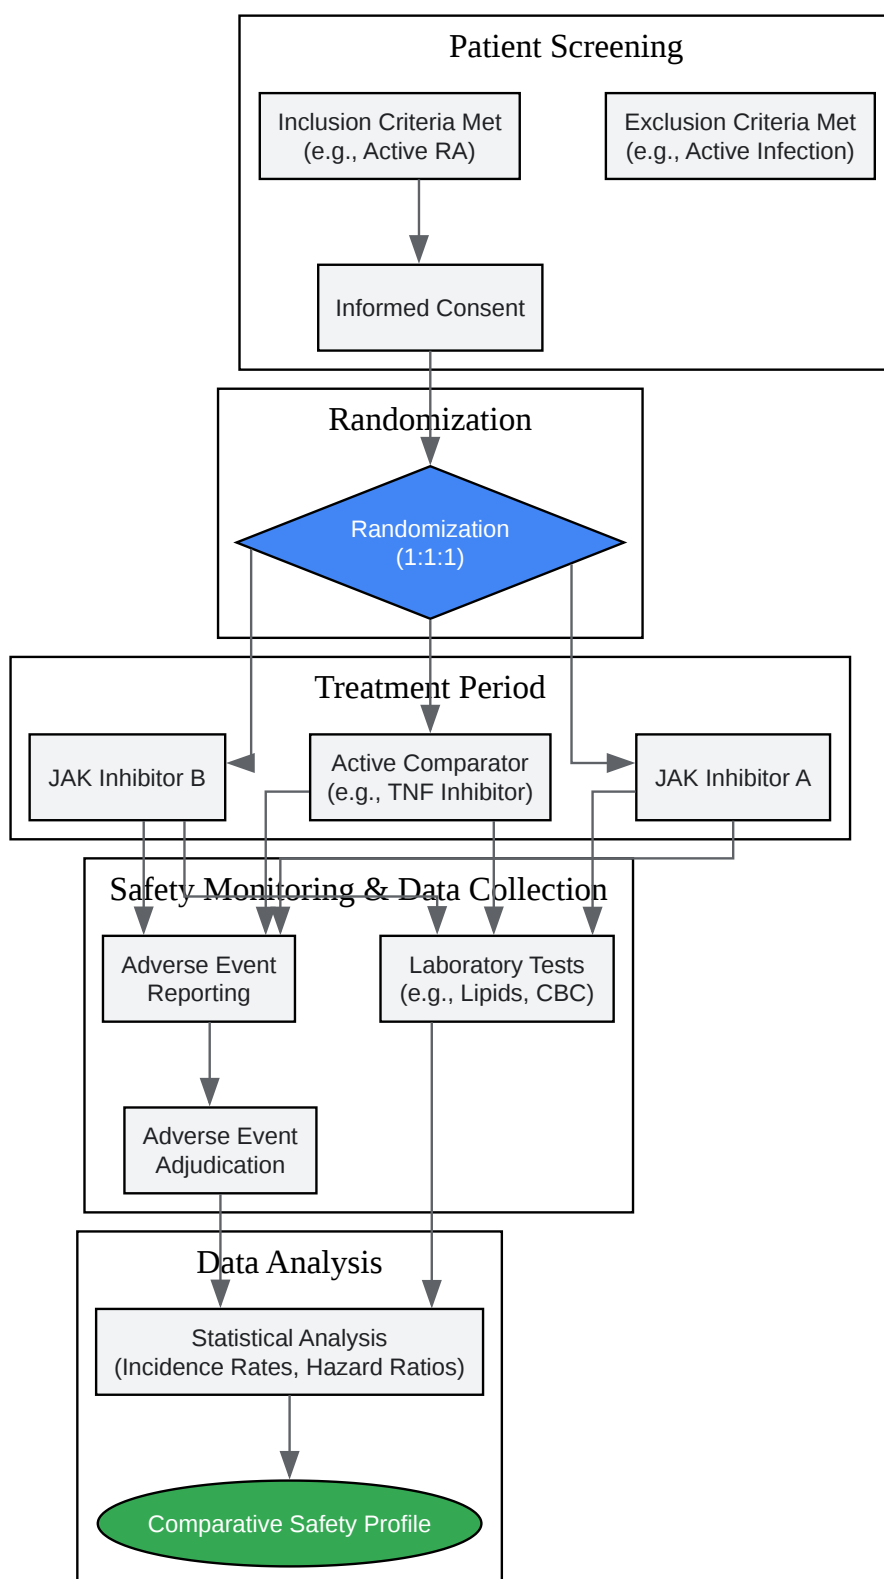 Patient Screening
Inclusion Criteria Met
(e.g., Active RA)
Exclusion Criteria Met
(e.g., Active Infection)
Informed Consent
Randomization
Randomization
(1:1:1)
Treatment Period
JAK Inhibitor B
Active Comparator
(e.g., TNF Inhibitor)
JAK Inhibitor A
Safety Monitoring & Data Collection
Adverse Event
Reporting
Laboratory Tests
(e.g., Lipids, CBC)
Adverse Event
Adjudication
Data Analysis
Statistical Analysis
(Incidence Rates, Hazard Ratios)
Comparative Safety Profile